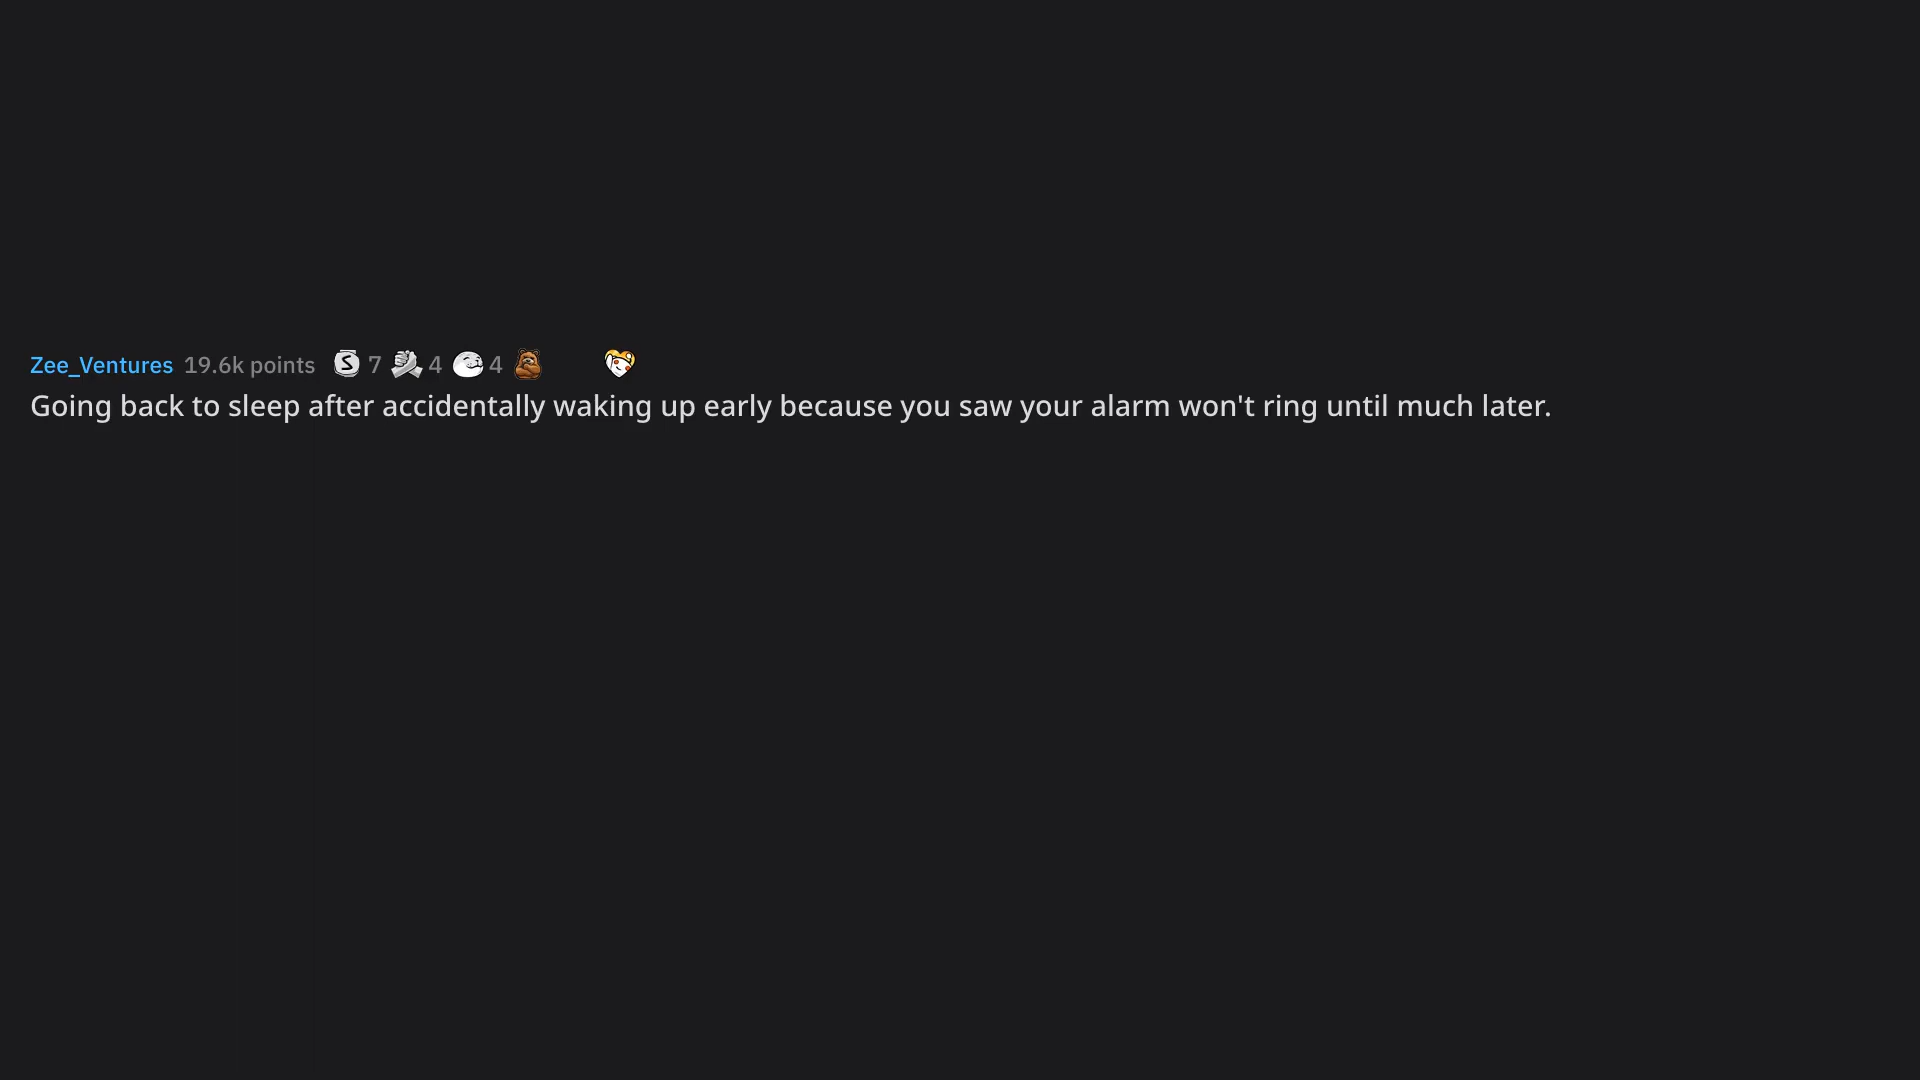 Zee_Ventures 19.6k points S 7 4 4
Going back to sleep after accidentally waking up early because you saw your alarm won't ring until much later.